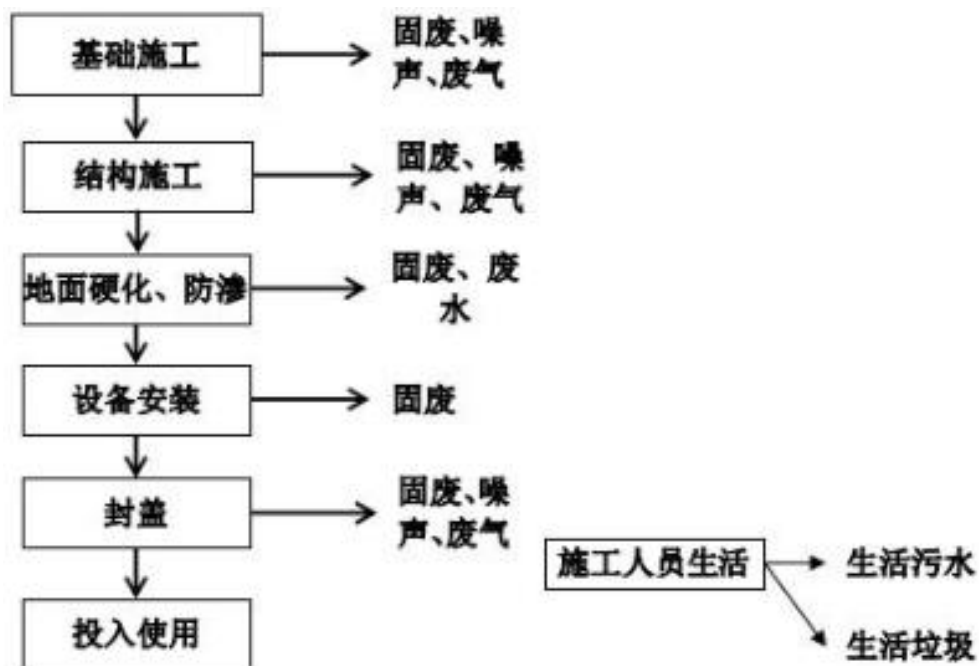 基础施工
固废、噪
声、废气
结构施工
固废、噪
声、废气
地面硬化、防渗
固废、废
水
设备安装
固废
封盖
固废、噪
声、废气
施工人员生活
生活污水
投入使用
生活垃圾